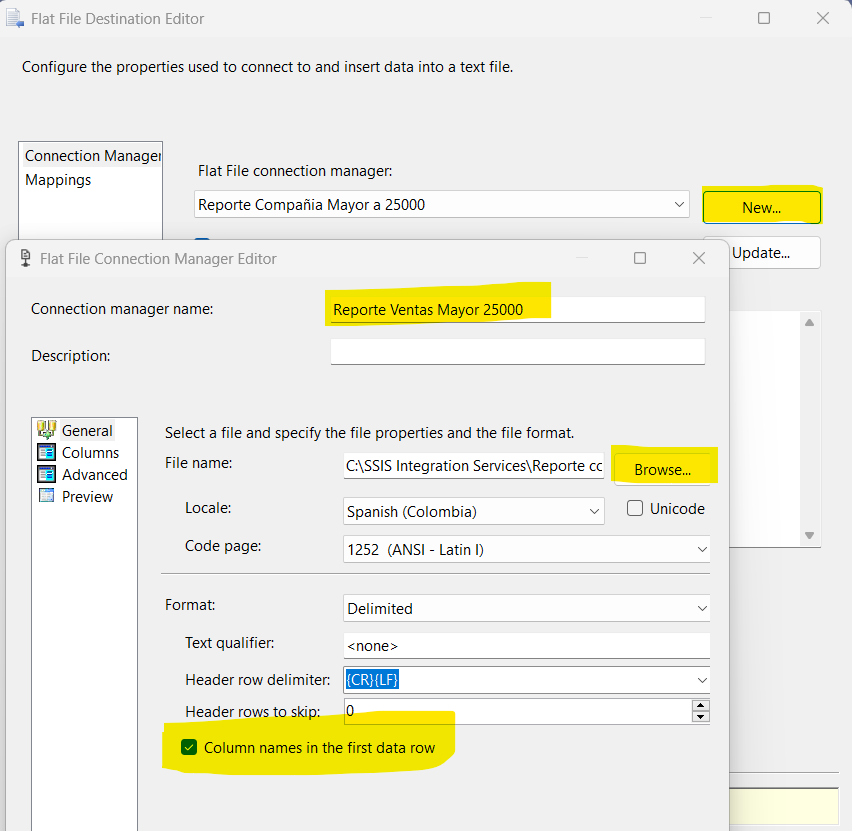 Flat File Destination Editor
Configure the properties used to connect to and insert data into a text file.
Connection Manager
Mappings
Flat File connection manager:
Reporte Compañia Mayor a 25000
New...
Update...
Flat File Connection Manager Editor
Connection manager name:
Reporte Ventas Mayor 25000
Description:
General
Columns
Advanced
Preview
Select a file and specify the file properties and the file format.
File name:
C:\SSIS Integration Services\Reporte cc
Browse...
Locale:
Spanish (Colombia)
Unicode
Code page:
1252 (ANSI - Latin I)
Format:
Delimited
Text qualifier:
<none>
Header row delimiter:
{CR}{LF}
Header rows to skip:
0
Column names in the first data row